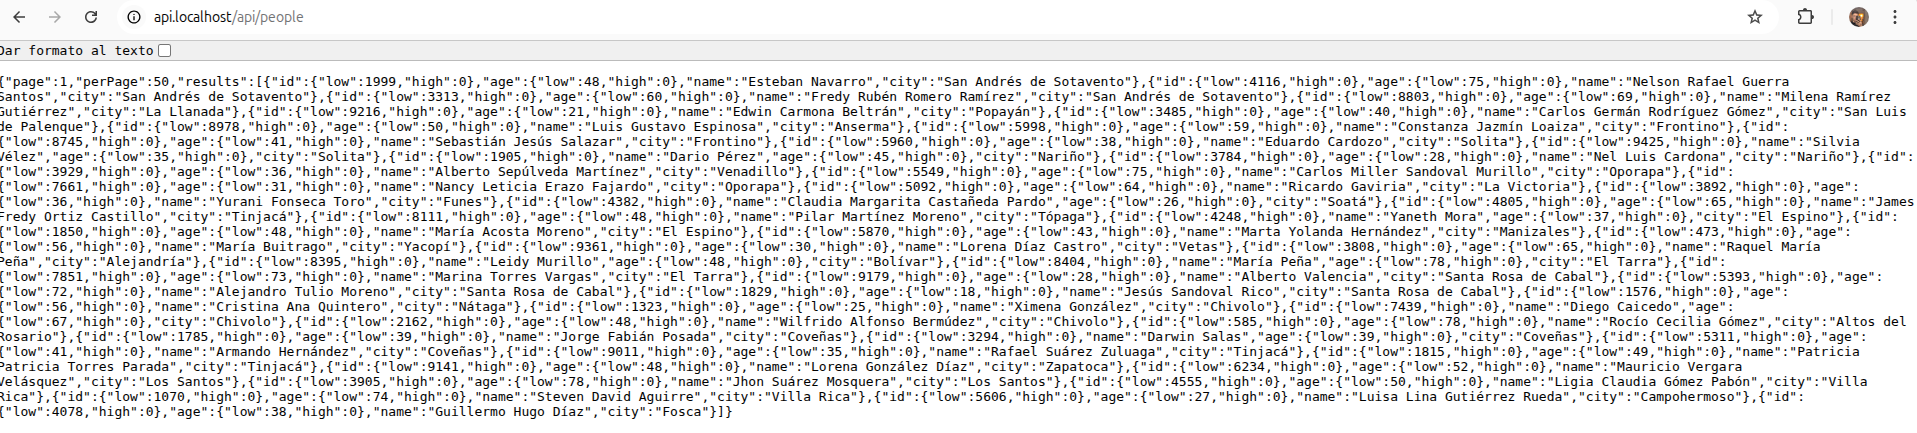 api.localhost/api/people
Dar formato al texto
{"page":1,"perPage":50,"results":[{"id":{"low":1999,"high":0},"age":{"low":48,"high":0},"name":"Esteban Navarro","city":"San Andrés de Sotavento"},{"id":{"low":4116,"high":0},"age":{"low":75,"high":0},"name":"Nelson Rafael Guerra
Santos","city":"San Andrés de Sotavento"},{"id":{"low":3313,"high":0},"age":{"low":60,"high":0},"name":"Fredy Rubén Romero Ramírez","city":"San Andrés de Sotavento"},{"id":{"low":8803,"high":0},"age":{"low":69,"high":0},"name":"Milena Ramírez
Gutiérrez","city":"La Llanada"},{"id":{"low":9216,"high":0},"age":{"low":21,"high":0},"name":"Edwin Carmona Beltrán","city":"Popayán"},{"id":{"low":3485,"high":0},"age":{"low":40,"high":0},"name":"Carlos Germán Rodríguez Gómez","city":"San Luis
de Palenque"},{"id":{"low":8978,"high":0},"age":{"low":50,"high":0},"name":"Luis Gustavo Espinosa","city":"Anserma"},{"id":{"low":5998,"high":0},"age":{"low":59,"high":0},"name":"Constanza Jazmín Loaiza","city":"Frontino"},{"id":
{"low":8745,"high":0},"age":{"low":41,"high":0},"name":"Sebastián Jesús Salazar","city":"Frontino"},{"id":{"low":5960,"high":0},"age":{"low":38,"high":0},"name":"Eduardo Cardozo","city":"Solita"},{"id":{"low":9425,"high":0},"name":"Silvia
Vélez","age":{"low":35,"high":0},"city":"Solita"},{"id":{"low":1905,"high":0},"name":"Dario Pérez","age":{"low":45,"high":0},"city":"Nariño"},{"id":{"low":3784,"high":0},"age":{"low":28,"high":0},"name":"Nel Luis Cardona","city":"Nariño"},{"id":
{"low":3929,"high":0},"age":{"low":36,"high":0},"name":"Alberto Sepúlveda Martínez","city":"Venadillo"},{"id":{"low":5549,"high":0},"age":{"low":75,"high":0},"name":"Carlos Miller Sandoval Murillo","city":"Oporapa"},{"id":
{"low":7661,"high":0},"age":{"low":31,"high":0},"name":"Nancy Leticia Erazo Fajardo","city":"Oporapa"},{"id":{"low":5092,"high":0},"age":{"low":64,"high":0},"name":"Ricardo Gaviria","city":"La Victoria"},{"id":{"low":3892,"high":0},"age":
{"low":36,"high":0},"name":"Yurani Fonseca Toro","city":"Funes"},{"id":{"low":4382,"high":0},"name":"Claudia Margarita Castañeda Pardo","age":{"low":26,"high":0},"city":"Soatá"},{"id":{"low":4805,"high":0},"age":{"low":65,"high":0},"name":"James
Fredy Ortiz Castillo","city":"Tinjacá"},{"id":{"low":8111,"high":0},"age":{"low":48,"high":0},"name":"Pilar Martínez Moreno","city":"Tópaga"},{"id":{"low":4248,"high":0},"name":"Yaneth Mora","age":{"low":37,"high":0},"city":"El Espino"},{"id":
{"low":1850,"high":0},"age":{"low":48,"high":0},"name":"María Acosta Moreno","city":"El Espino"},{"id":{"low":5870,"high":0},"age":{"low":43,"high":0},"name":"Marta Yolanda Hernández","city":"Manizales"},{"id":{"low":473,"high":0},"age":
{"low":56,"high":0},"name":"María Buitrago","city":"Yacopí"},{"id":{"low":9361,"high":0},"age":{"low":30,"high":0},"name":"Lorena Díaz Castro","city":"Vetas"},{"id":{"low":3808,"high":0},"age":{"low":65,"high":0},"name":"Raquel María
Peña","city":"Alejandría"},{"id":{"low":8395,"high":0},"name":"Leidy Murillo","age":{"low":48,"high":0},"city":"Bolívar"},{"id":{"low":8404,"high":0},"name":"María Peña","age":{"low":78,"high":0},"city":"El Tarra"},{"id":
{"low":7851,"high":0},"age":{"low":73,"high":0},"name":"Marina Torres Vargas","city":"El Tarra"},{"id":{"low":9179,"high":0},"age":{"low":28,"high":0},"name":"Alberto Valencia","city":"Santa Rosa de Cabal"},{"id":{"low":5393,"high":0},"age":
{"low":72,"high":0},"name":"Alejandro Tulio Moreno","city":"Santa Rosa de Cabal"},{"id":{"low":1829,"high":0},"age":{"low":18,"high":0},"name":"Jesús Sandoval Rico","city":"Santa Rosa de Cabal"},{"id":{"low":1576,"high":0},"age":
{"low":56,"high":0},"name":"Cristina Ana Quintero","city":"Nátaga"},{"id":{"low":1323,"high":0},"age":{"low":25,"high":0},"name":"Ximena González","city":"Chivolo"},{"id":{"low":7439,"high":0},"name":"Diego Caicedo","age":
{"low":67,"high":0},"city":"Chivolo"},{"id":{"low":2162,"high":0},"age":{"low":48,"high":0},"name":"Wilfrido Alfonso Bermúdez","city":"Chivolo"},{"id":{"low":585,"high":0},"age":{"low":78,"high":0},"name":"Rocío Cecilia Gómez","city":"Altos del
Rosario"},{"id":{"low":1785,"high":0},"age":{"low":39,"high":0},"name":"Jorge Fabián Posada","city":"Coveñas"},{"id":{"low":3294,"high":0},"name":"Darwin Salas","age":{"low":39,"high":0},"city":"Coveñas"},{"id":{"low":5311,"high":0},"age":
{"low":41,"high":0},"name":"Armando Hernández","city":"Coveñas"},{"id":{"low":9011,"high":0},"age":{"low":35,"high":0},"name":"Rafael Suárez Zuluaga","city":"Tinjacá"},{"id":{"low":1815,"high":0},"age":{"low":49,"high":0},"name":"Patricia
Patricia Torres Parada","city":"Tinjacá"},{"id":{"low":9141,"high":0},"age":{"low":48,"high":0},"name":"Lorena González Díaz","city":"Zapatoca"},{"id":{"low":6234,"high":0},"age":{"low":52,"high":0},"name":"Mauricio Vergara
Velásquez","city":"Los Santos"},{"id":{"low":3905,"high":0},"age":{"low":78,"high":0},"name":"Jhon Suárez Mosquera","city":"Los Santos"},{"id":{"low":4555,"high":0},"age":{"low":50,"high":0},"name":"Ligia Claudia Gómez Pabón","city":"Villa
Rica"},{"id":{"low":1070,"high":0},"age":{"low":74,"high":0},"name":"Steven David Aguirre","city":"Villa Rica"},{"id":{"low":5606,"high":0},"age":{"low":27,"high":0},"name":"Luisa Lina Gutiérrez Rueda","city":"Campohermoso"},{"id":
{"low":4078,"high":0},"age":{"low":38,"high":0},"name":"Guillermo Hugo Díaz","city":"Fosca"}]}